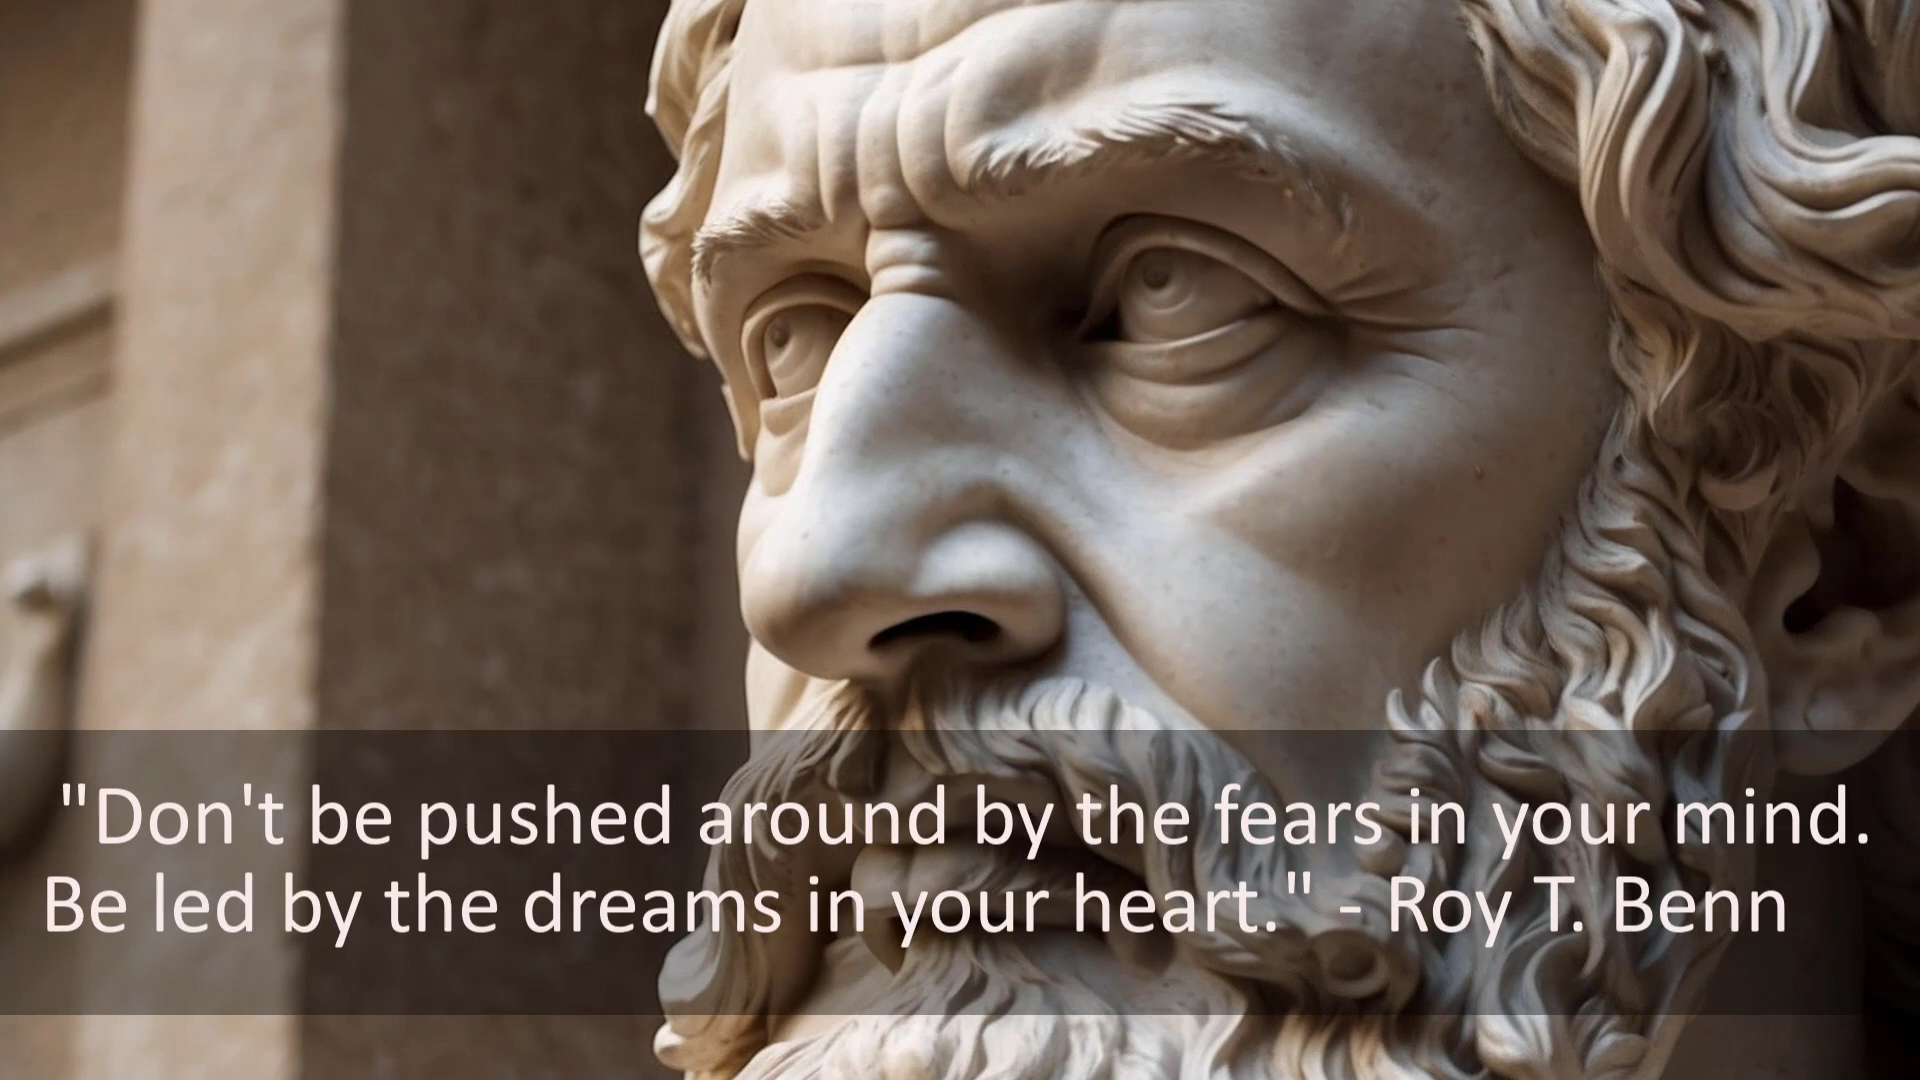 "Don't be pushed around by the fears in your mind.
Be led by the dreams in your heart." - Roy T. Benn